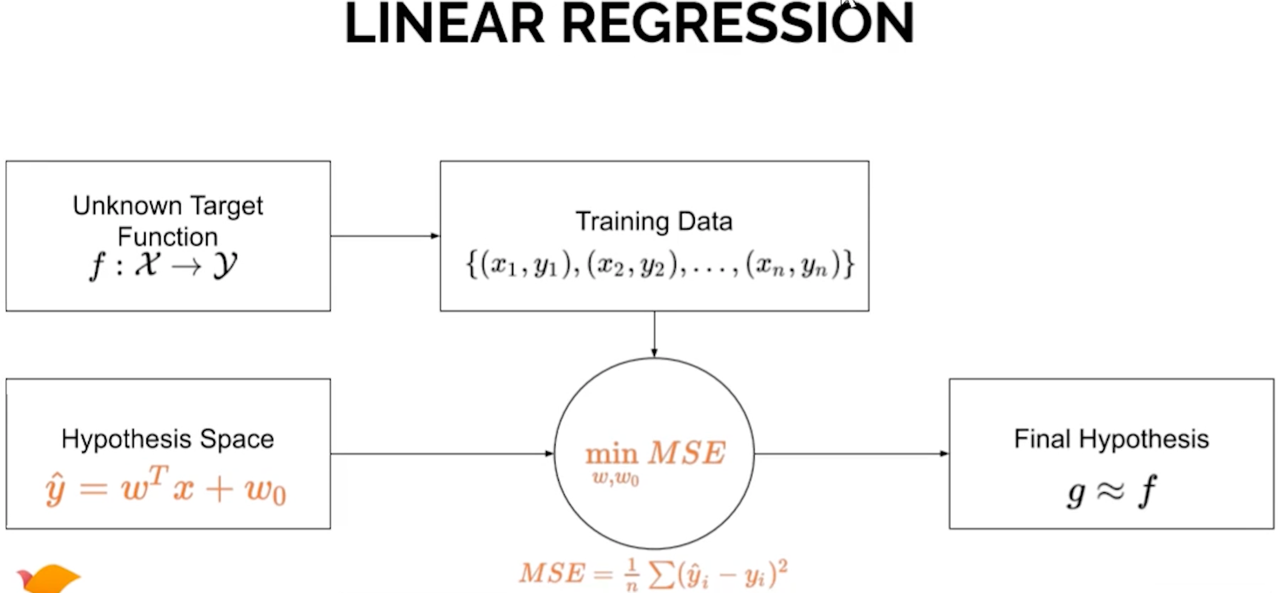 LINEAR REGRESSION
Unknown Target
Function
f : 𝒳 → 𝒴
Training Data
{(x₁, y₁), (x₂, y₂), . . . , (xₙ, yₙ)}
Hypothesis Space
ŷ = wᵀx + w₀
min MSE
w,w₀
Final Hypothesis
g ≈ f
MSE = 1/n ∑(ŷᵢ − yᵢ)²